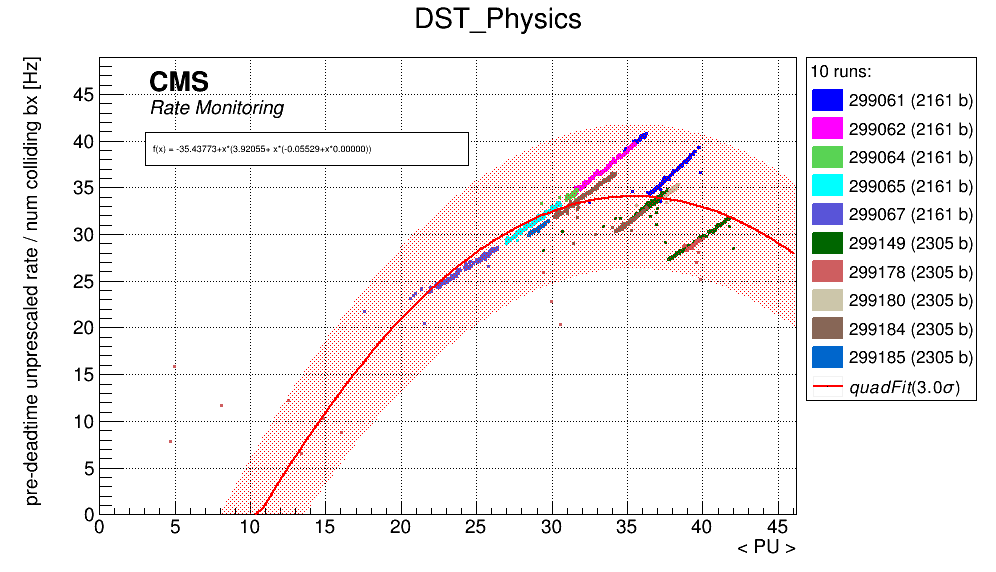 DST_Physics
pre-deadtime unprescaled rate / num colliding bx [Hz]
CMS
Rate Monitoring
f(x) = -35.43773+x*(3.92055+ x*(-0.05529+x*0.00000))
45
40
35
30
25
20
15
10
5
0
0 5 10 15 20 25 30 35 40 45
< PU >
10 runs:
299061 (2161 b)
299062 (2161 b)
299064 (2161 b)
299065 (2161 b)
299067 (2161 b)
299149 (2305 b)
299178 (2305 b)
299180 (2305 b)
299184 (2305 b)
299185 (2305 b)
quadFit(3.0σ)